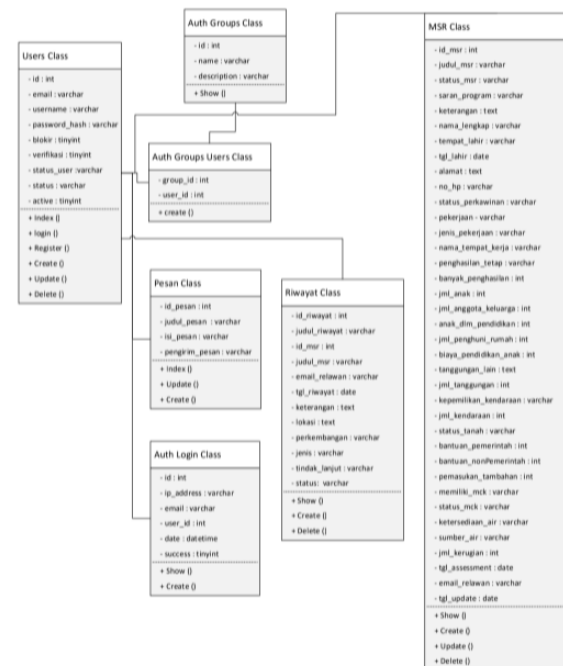 Auth Groups Class
- id : int
- name : varchar
- description : varchar
+ Show ()
Users Class
- id : int
- email : varchar
- username : varchar
- password_hash : varchar
- blokir : tinyint
- verifikasi : tinyint
- status_user : varchar
- status : varchar
- active : tinyint
+ Index ()
+ login ()
+ Register ()
+ Create ()
+ Update ()
+ Delete ()
Auth Groups Users Class
- group_id : int
- user_id : int
+ create ()
Pesan Class
- id_pesan : int
- judul_pesan : varchar
- isi_pesan : varchar
- pengirim_pesan : varchar
+ Index ()
+ Update ()
+ Create ()
Auth Login Class
- id : int
- ip_address : varchar
- email : varchar
- user_id : int
- date : datetime
- success : tinyint
+ Show ()
+ Create ()
Riwayat Class
- id_riwayat : int
- judul_riwayat : varchar
- id_msr : int
- judul_msr : varchar
- email_relawan : varchar
- tgl_riwayat : date
- keterangan : text
- lokasi : text
- perkembangan : varchar
- jenis : varchar
- tindak_lanjut : varchar
- status: varchar
+ Show ()
+ Create ()
+ Delete ()
MSR Class
- id_msr : int
- judul_msr : varchar
- status_msr : varchar
- saran_program : varchar
- keterangan : text
- nama_lengkap : varchar
- tempat_lahir : varchar
- tgl_lahir : date
- alamat : text
- no_hp : varchar
- status_perkawinan : varchar
- pekerjaan - varchar
- jenis_pekerjaan : varchar
- nama_tempat_kerja : varchar
- penghasilan_tetap : varchar
- banyak_penghasilan : int
- jml_anak : int
- jml_anggota_keluarga : int
- anak_dlm_pendidikan : int
- jml_penghuni_rumah : int
- biaya_pendidikan_anak : int
- tanggungan_lain : text
- jml_tanggungan : int
- kepemilikan_kendaraan : varchar
- jml_kendaraan : int
- status_tanah : varchar
- bantuan_pemerintah : int
- bantuan_nonPemerintah : int
- pemasukan_tambahan : int
- memiliki_mck : varchar
- status_mck : varchar
- ketersediaan_air : varchar
- sumber_air : varchar
- jml_kerugian : int
- tgl_assessment : date
- email_relawan : varchar
- tgl_update : date
+ Show ()
+ Create ()
+ Update ()
+ Delete ()